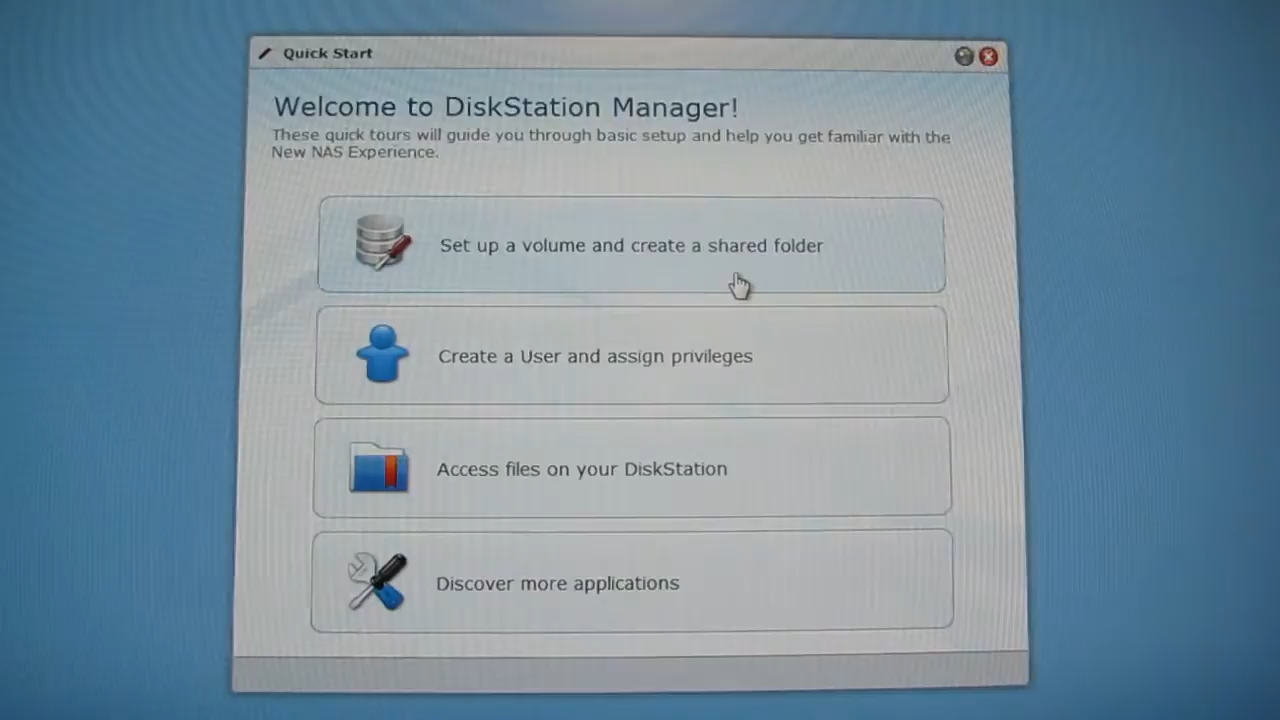 Quick Start
Welcome to DiskStation Manager!
These quick tours will guide you through basic setup and help you get familiar with the
New NAS Experience.
Set up a volume and create a shared folder
Create a User and assign privileges
Access files on your DiskStation
Discover more applications